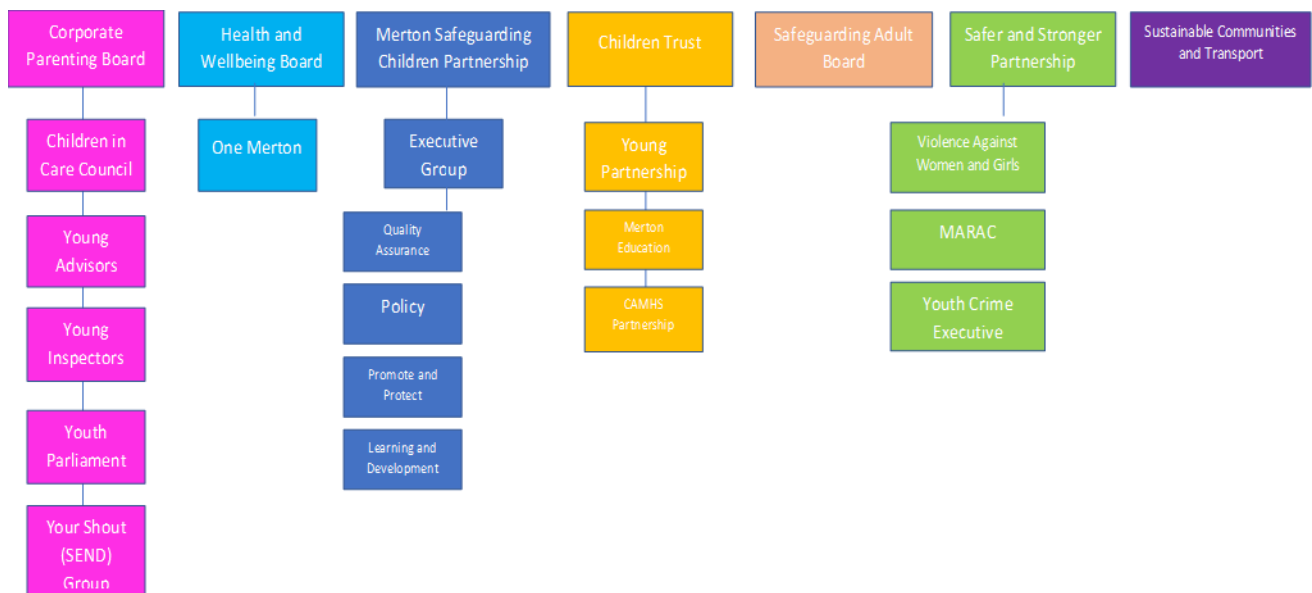 Corporate
Parenting Board
Health and
Wellbeing Board
Merton Safeguarding
Children Partnership
Children Trust
Safeguarding Adult
Board
Safer and Stronger
Partnership
Sustainable Communities
and Transport
Children in
Care Council
Young
Advisors
Young
Inspectors
Youth
Parliament
Your Shout
(SEND)
Group
One Merton
Executive
Group
Quality
Assurance
Policy
Promote and
Protect
Learning and
Development
Young
Partnership
Merton
Education
CAMHS
Partnership
Violence Against
Women and Girls
MARAC
Youth Crime
Executive